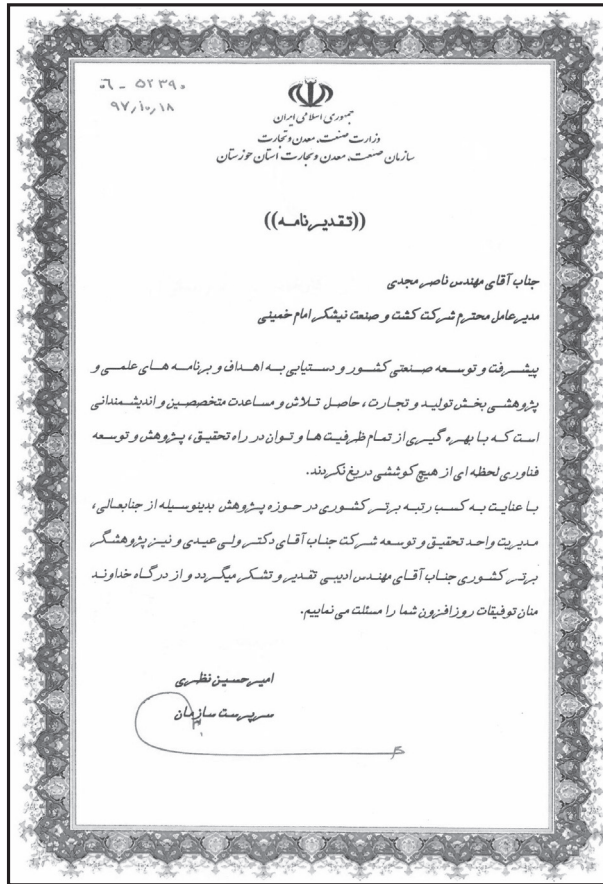 ۵۲۳۹۰ - ۰۶
۹۷,۱۰,۱۸
جمهوری اسلامی ایران
وزارت صنعت، معدن و تجارت
سازمان صنعت، معدن و تجارت استان خوزستان
((تقدیرنامه))
جناب آقای مهندس ناصر مجدی
مدیرعامل محترم شرکت کشت و صنعت نیشکر امام خمینی
پیشرفت و توسعه صنعتی کشور و دستیابی به اهداف و برنامه های علمی و
پژوهشی بخش تولید و تجارت، حاصل تلاش و مساعدت متخصصین و اندیشمندانی
است که با بهره گیری از تمام ظرفیت ها و توان در راه تحقیق، پژوهش و توسعه
فناوری لحظه ای از هیچ کوششی دریغ نکردند.
با عنایت به کسب رتبه برتر کشوری در حوزه پژوهش بدینوسیله از جنابعالی،
مدیریت واحد تحقیق و توسعه شرکت جناب آقای دکتر ولی عیدی و نیز پژوهشگر
برتر کشوری جناب آقای مهندس ادیبی تقدیر و تشکر میگردد و از درگاه خداوند
منان توفیقات روزافزون شما را مسئلت می نماییم.
امیرحسین نظری
سرپرست سازمان